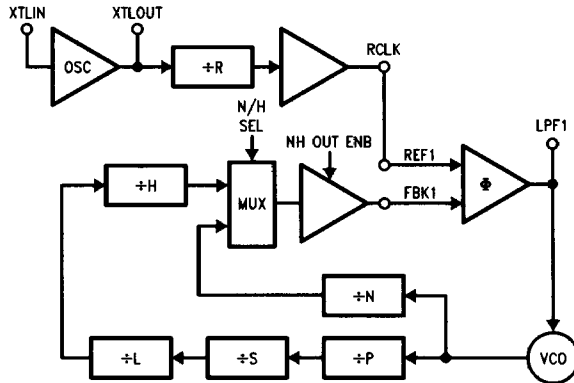 XTLIN
XTLOUT
OSC
÷R
RCLK
N/H
SEL
NH OUT ENB
LPF1
REF1
Φ
÷H
MUX
FBK1
÷N
÷L
÷S
÷P
VCO